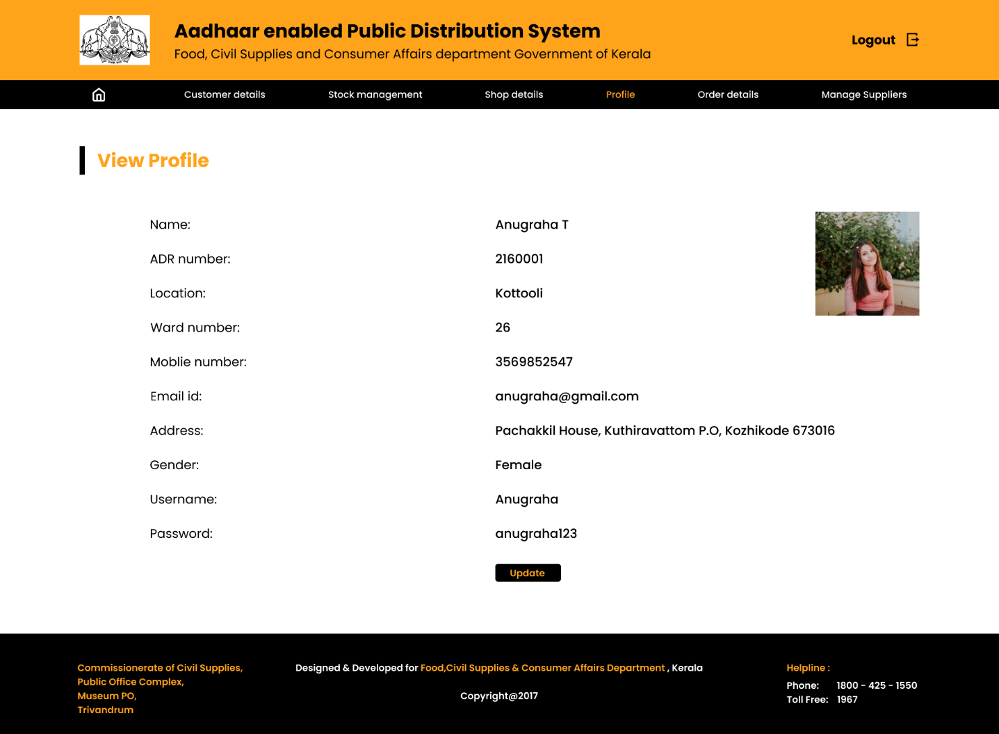 Aadhaar enabled Public Distribution System
Food, Civil Supplies and Consumer Affairs department Government of Kerala
Logout
Customer details
Stock management
Shop details
Profile
Order details
Manage Suppliers
View Profile
Name: Anugraha T
ADR number: 2160001
Location: Kottooli
Ward number: 26
Moblie number: 3569852547
Email id: anugraha@gmail.com
Address: Pachakkil House, Kuthiravattom P.O, Kozhikode 673016
Gender: Female
Username: Anugraha
Password: anugraha123
Update
Commissionerate of Civil Supplies,
Public Office Complex,
Museum PO,
Trivandrum
Designed & Developed for Food,Civil Supplies & Consumer Affairs Department , Kerala
Copyright@2017
Helpline :
Phone: 1800 - 425 - 1550
Toll Free: 1967